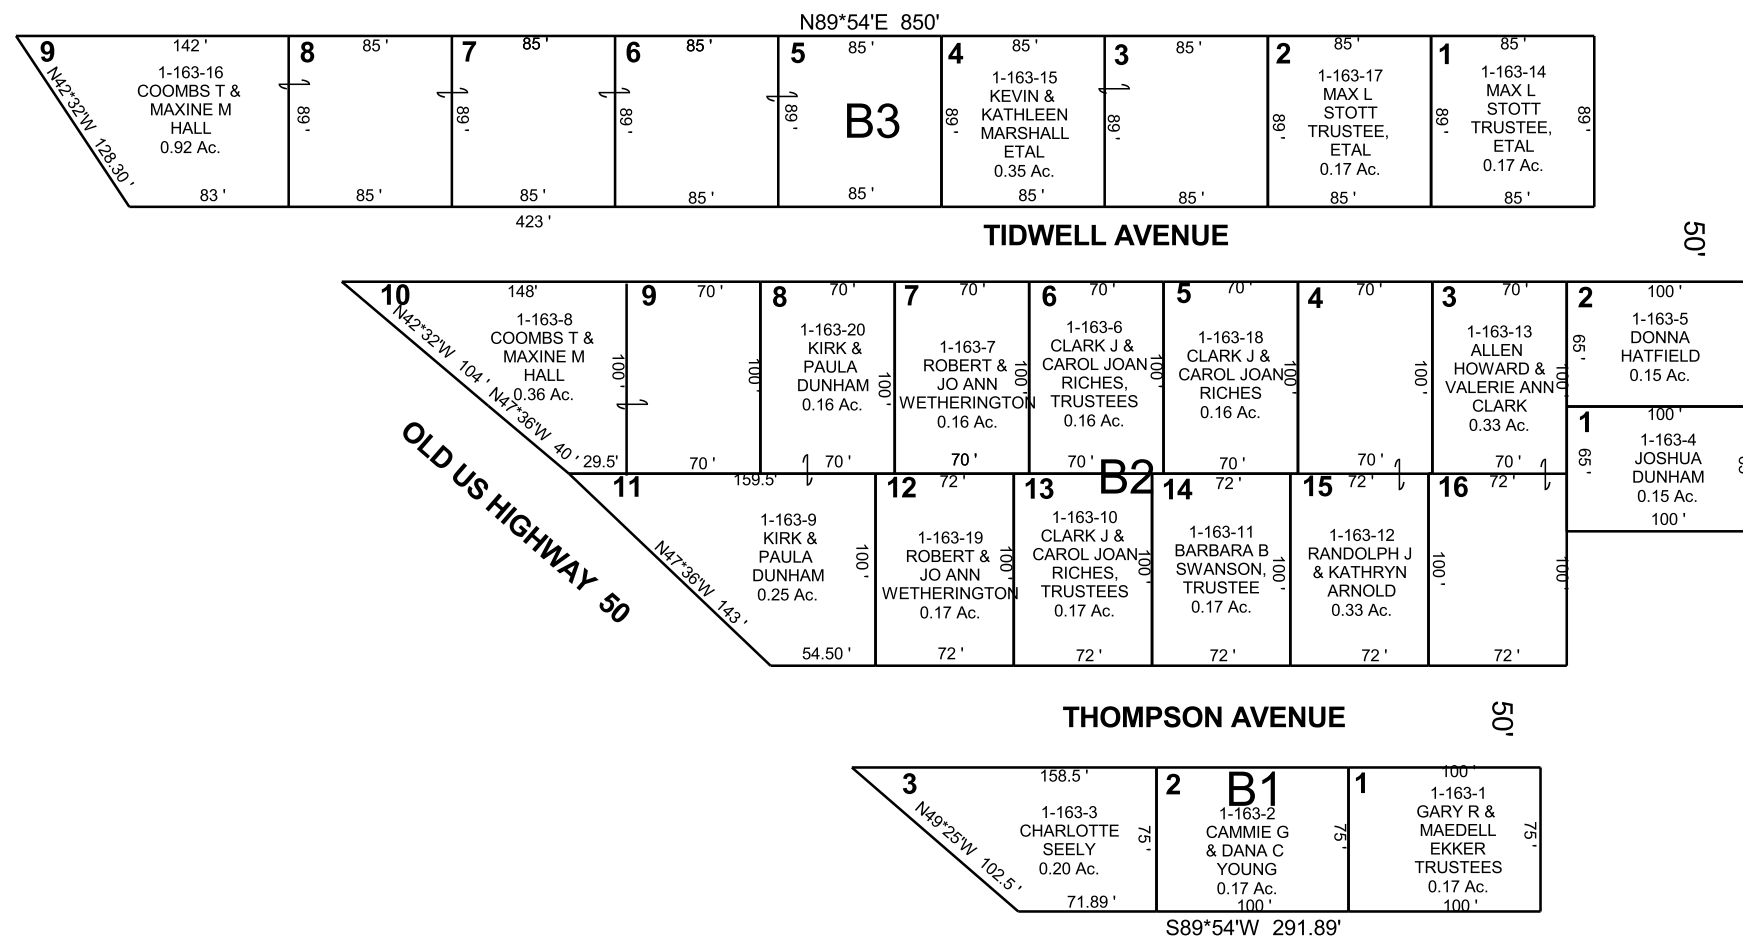 N89*54'E 850'
9
142 '
8
85 '
7
85 '
6
85 '
5
85 '
4
85 '
3
85 '
2
85 '
1
85 '
N42*32'W 128.30 '
1-163-16
COOMBS T &
MAXINE M
HALL
0.92 Ac.
89 '
89 '
89 '
89 '
B3
89 '
1-163-15
KEVIN &
KATHLEEN
MARSHALL
ETAL
0.35 Ac.
89 '
89 '
1-163-17
MAX L
STOTT
TRUSTEE,
ETAL
0.17 Ac.
89 '
1-163-14
MAX L
STOTT
TRUSTEE,
ETAL
0.17 Ac.
89 '
83 '
85 '
85 '
85 '
85 '
85 '
85 '
85 '
85 '
423 '
TIDWELL AVENUE
50'
10
148'
9
70 '
8
70 '
7
70 '
6
70 '
5
70 '
4
70 '
3
70 '
2
100 '
N42*32'W 104 '
N47*36'W 40 '
1-163-8
COOMBS T &
MAXINE M
HALL
0.36 Ac.
100 '
100 '
1-163-20
KIRK &
PAULA
DUNHAM
0.16 Ac.
100 '
1-163-7
ROBERT &
JO ANN
WETHERINGTON
0.16 Ac.
100 '
1-163-6
CLARK J &
CAROL JOAN
RICHES,
TRUSTEES
0.16 Ac.
100 '
1-163-18
CLARK J &
CAROL JOAN
RICHES
0.16 Ac.
100 '
100 '
1-163-13
ALLEN
HOWARD &
VALERIE ANN
CLARK
0.33 Ac.
100 '
65 '
1-163-5
DONNA
HATFIELD
0.15 Ac.
1
100 '
65 '
1-163-4
JOSHUA
DUNHAM
0.15 Ac.
100 '
29.5'
70 '
70 '
70 '
70 '
70 '
70 '
70 '
B2
OLD US HIGHWAY 50
11
159.5'
12
72'
13
14
72 '
15
72 '
16
72 '
N47*36'W 143 '
1-163-9
KIRK &
PAULA
DUNHAM
0.25 Ac.
100 '
1-163-19
ROBERT &
JO ANN
WETHERINGTON
0.17 Ac.
100 '
1-163-10
CLARK J &
CAROL JOAN
RICHES,
TRUSTEES
0.17 Ac.
100 '
1-163-11
BARBARA B
SWANSON,
TRUSTEE
0.17 Ac.
100 '
1-163-12
RANDOLPH J
& KATHRYN
ARNOLD
0.33 Ac.
100 '
100 '
54.50 '
72 '
72 '
72 '
72 '
72 '
THOMPSON AVENUE
50'
3
158.5 '
2
B1
1
100 '
N49*25'W 102.5 '
1-163-3
CHARLOTTE
SEELY
0.20 Ac.
75 '
1-163-2
CAMMIE G
& DANA C
YOUNG
0.17 Ac.
75 '
1-163-1
GARY R &
MAEDELL
EKKER
TRUSTEES
0.17 Ac.
75 '
71.89 '
100 '
100 '
S89*54'W 291.89'